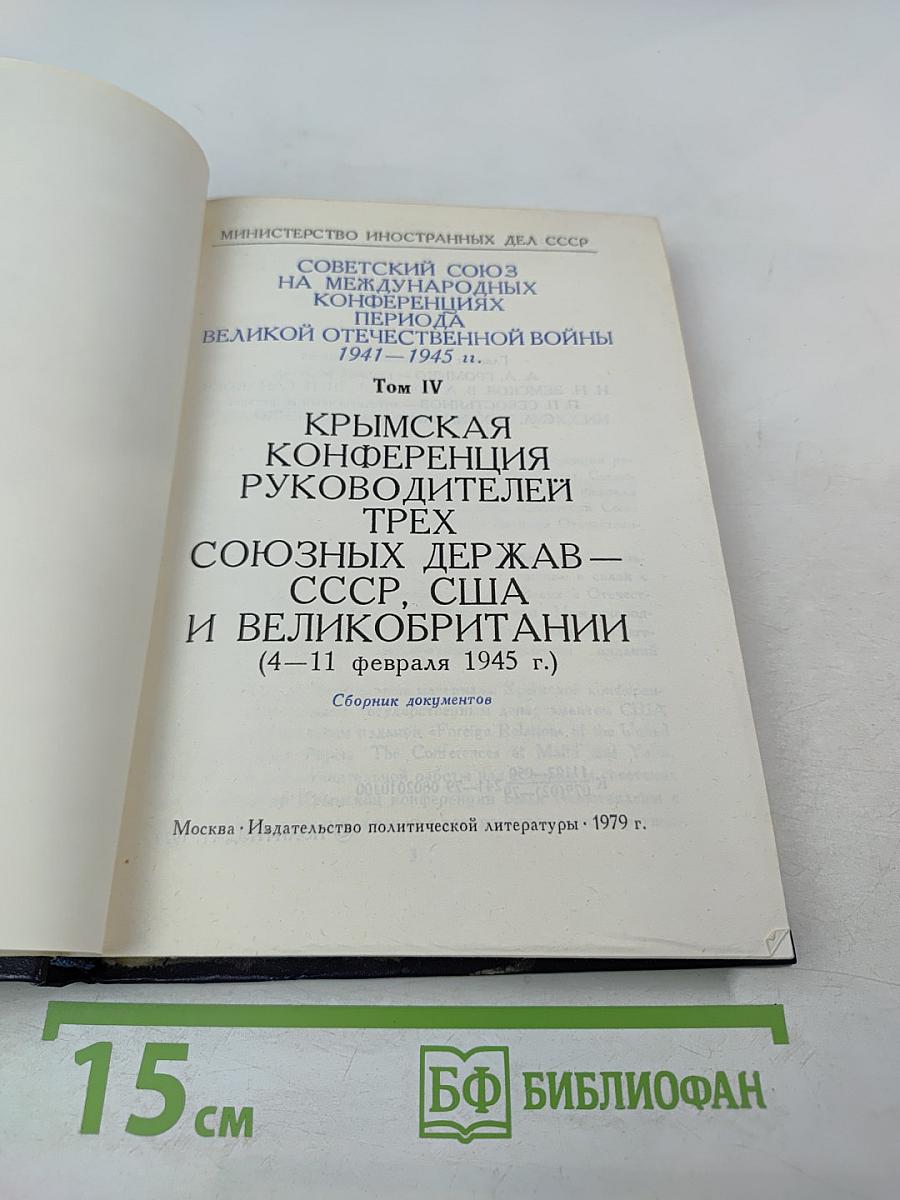 МИНИСТЕРСТВО ИНОСТРАННЫХ ДЕЛ СССР
СОВЕТСКИЙ СОЮЗ
НА МЕЖДУНАРОДНЫХ
КОНФЕРЕНЦИЯХ
ПЕРИОДА
ВЕЛИКОЙ ОТЕЧЕСТВЕННОЙ ВОЙНЫ
1941—1945 гг.
Том IV
КРЫМСКАЯ
КОНФЕРЕНЦИЯ
РУКОВОДИТЕЛЕЙ
ТРЕХ
СОЮЗНЫХ ДЕРЖАВ—
СССР, США
И ВЕЛИКОБРИТАНИИ
(4—11 февраля 1945 г.)
Сборник документов
Москва · Издательство политической литературы · 1979 г.
15 см
БФ БИБЛИОФАН